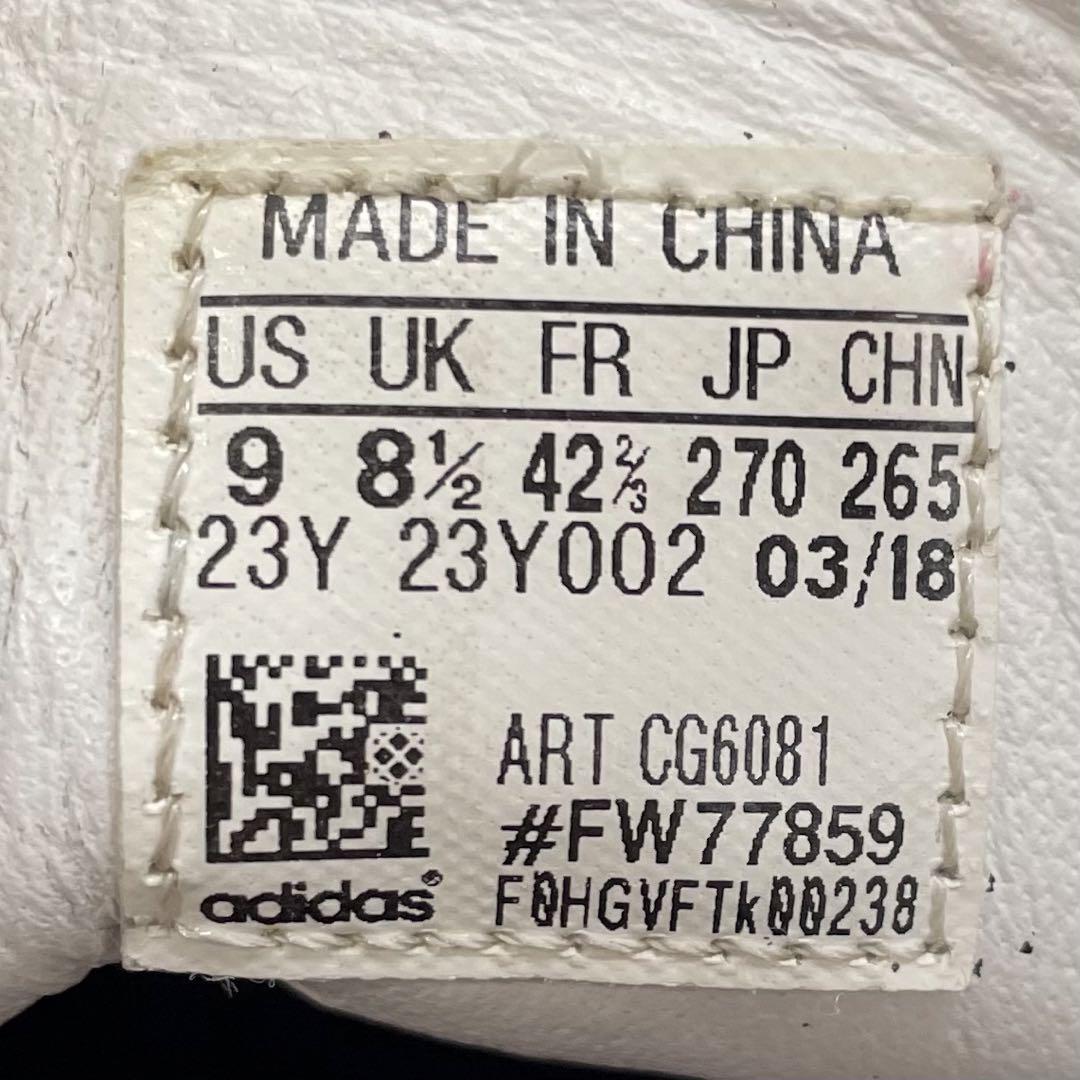 MADE IN CHINA
US UK FR JP CHN
9 8½ 42⅔ 270 265
23Y 23Y002 03/18
ART CG6081
#FW77859
adidas® F0HGVFTk00238